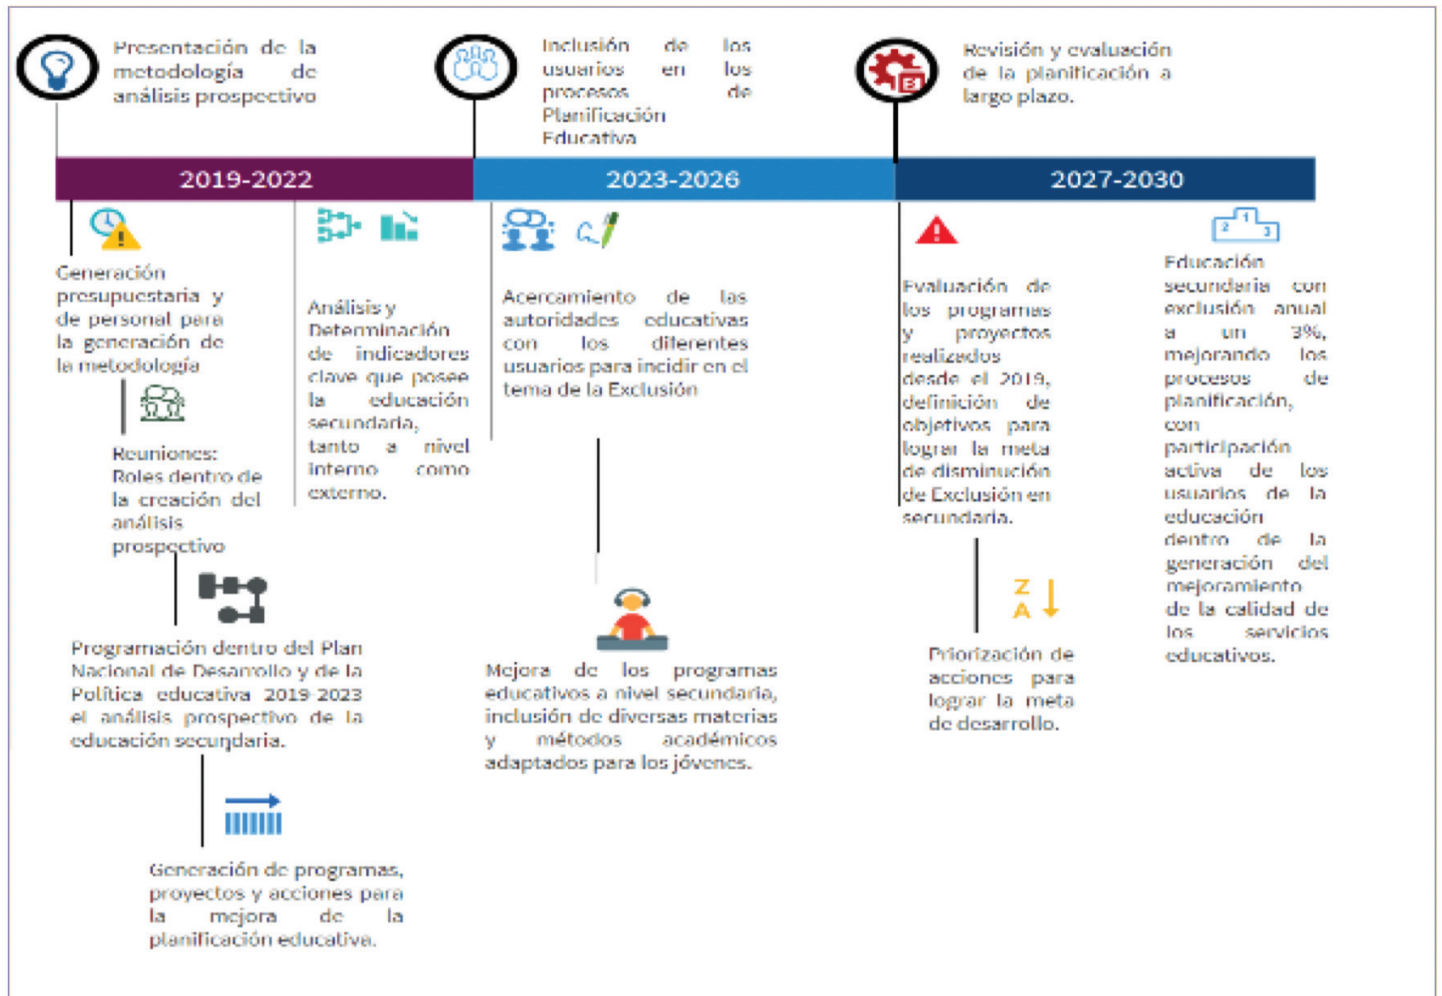 Presentación de la
metodología de
análisis prospectivo
Inclusión de los
usuarios en los
procesos de
Planificación
Educativa
Revisión y evaluación
de la planificación a
largo plazo.
2019-2022
2023-2026
2027-2030
Generación
presupuestaria y
de personal para
la generación de
la metodología
Reuniones:
Roles dentro de
la creación del
análisis
prospectivo
Programación dentro del Plan
Nacional de Desarrollo y de la
Política educativa 2019-2023
el análisis prospectivo de la
educación secundaria.
Generación de programas,
proyectos y acciones para
la mejora de la
planificación educativa.
Análisis y
Determinación
de indicadores
clave que posee
la educación
secundaria,
tanto a nivel
interno como
externo.
Acercamiento de las
autoridades educativas
con los diferentes
usuarios para incidir en el
tema de la Exclusión
Mejora de los programas
educativos a nivel secundaria,
inclusión de diversas materias
y métodos académicos
adaptados para los jóvenes.
Evaluación de
los programas
y proyectos
realizados
desde el 2019,
definición de
objetivos para
lograr la meta
de disminución
de Exclusión en
secundaria.
Z
A
Priorización de
acciones para
lograr la meta
de desarrollo.
1
2
3
Educación
secundaria con
exclusión anual
a un 3%,
mejorando los
procesos de
planificación,
con
participación
activa de los
usuarios de la
educación
dentro de la
generación del
mejoramiento
de la calidad de
los servicios
educativos.